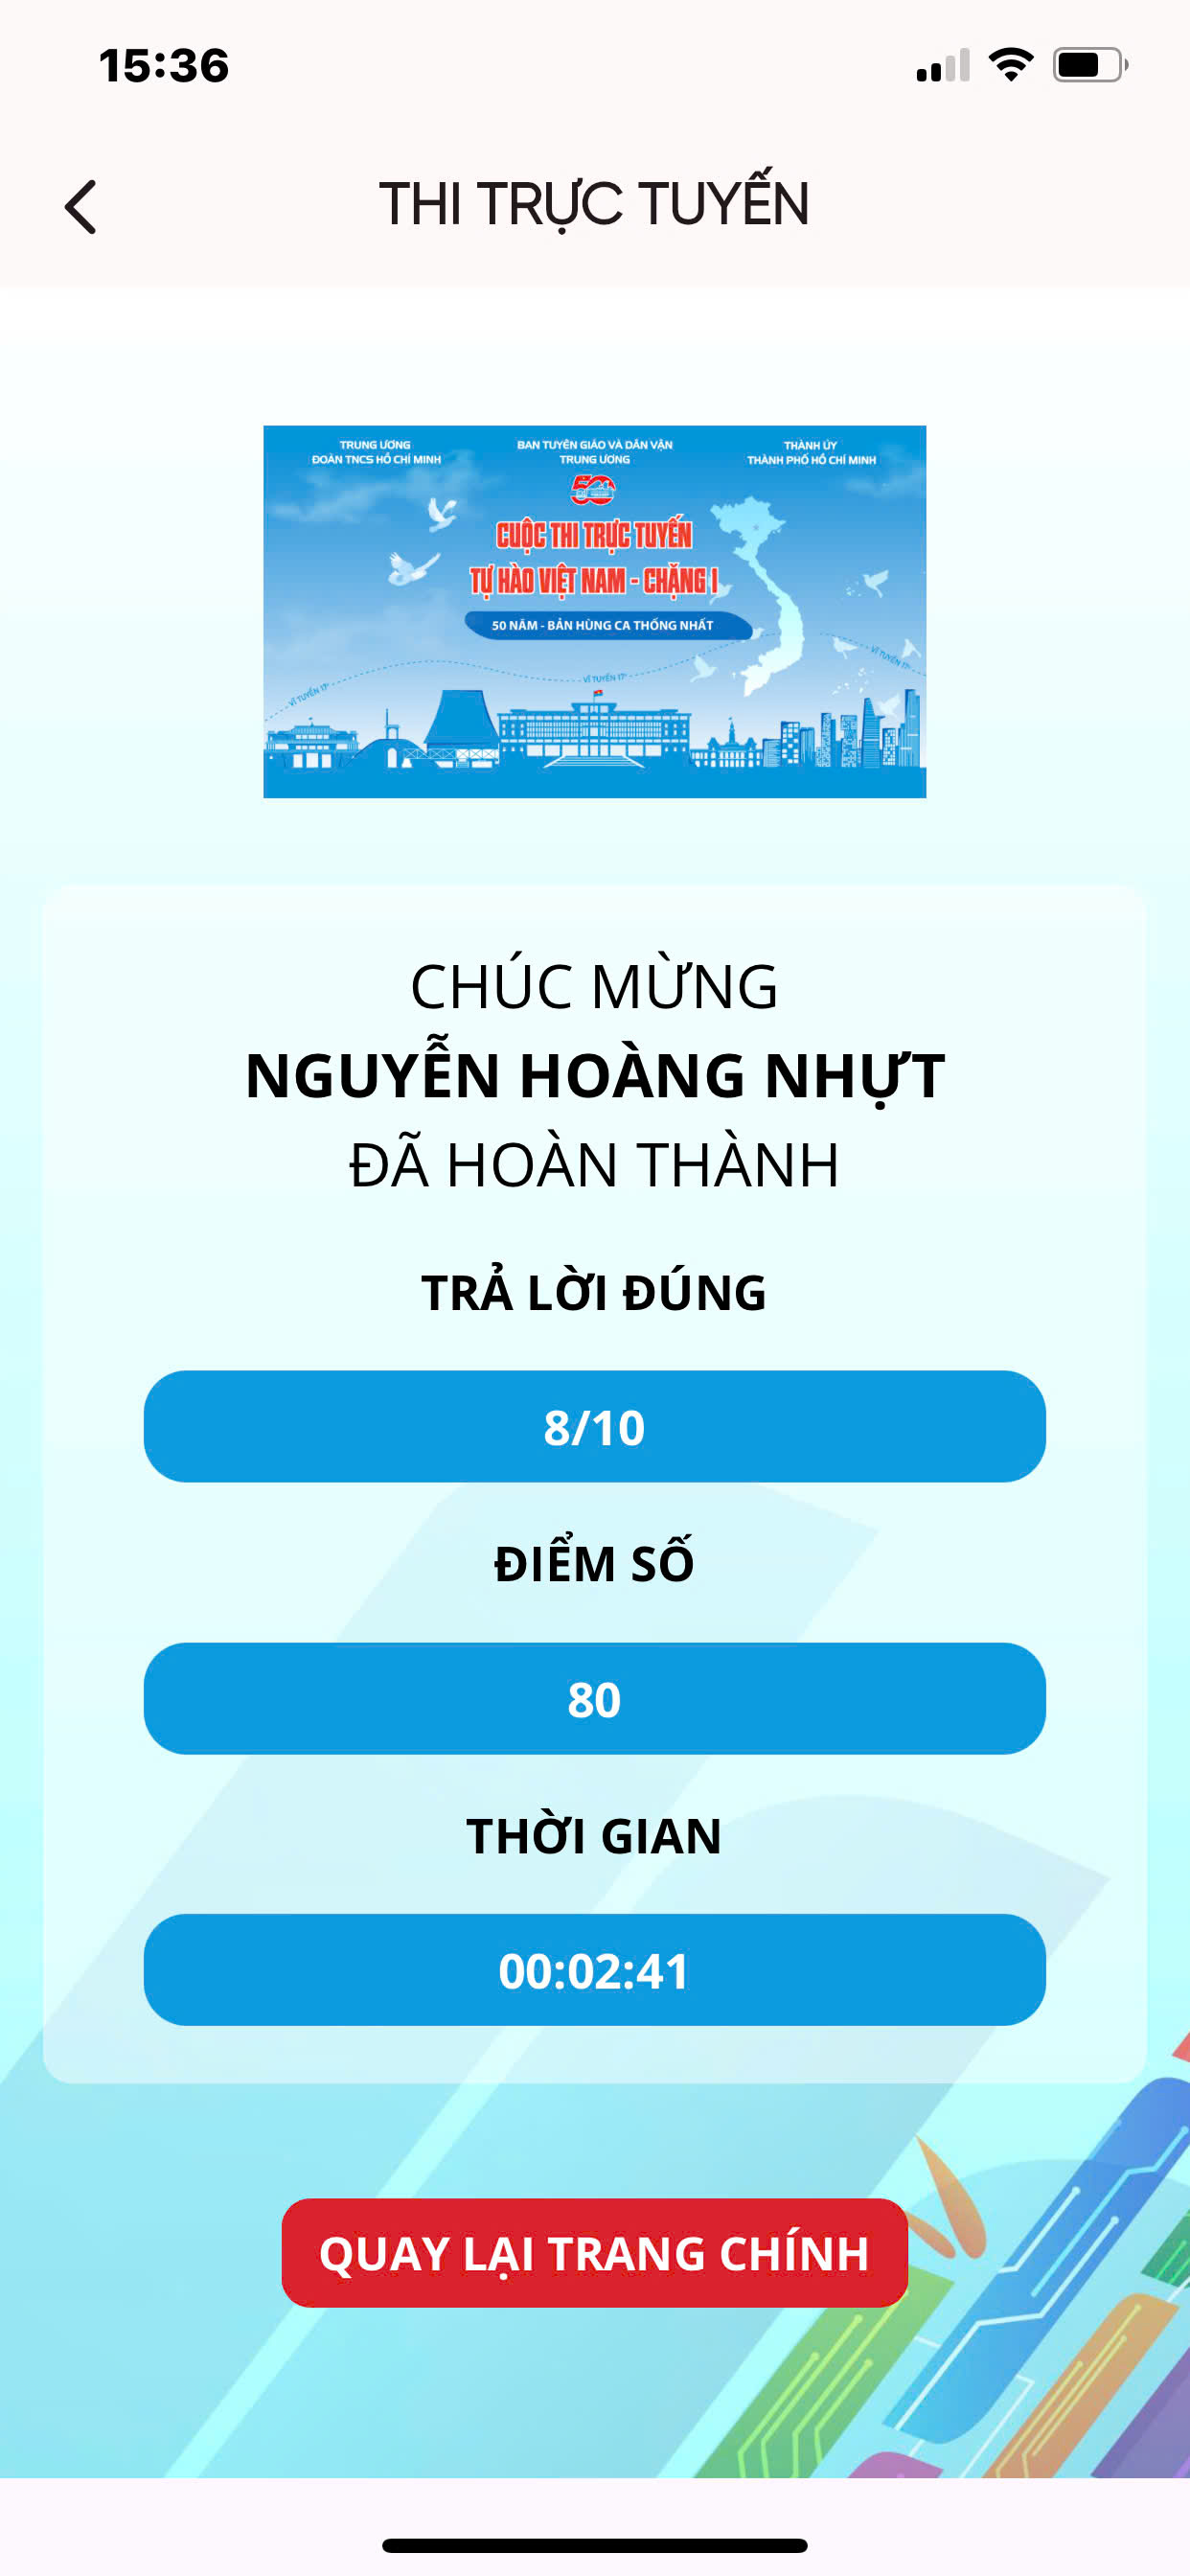 15:36
THI TRỰC TUYẾN
TRUNG ƯƠNG
ĐOÀN TNCS HỒ CHÍ MINH
BAN TUYÊN GIÁO VÀ DÂN VẬN
TRUNG ƯƠNG
THÀNH ỦY
THÀNH PHỐ HỒ CHÍ MINH
50
CUỘC THI TRỰC TUYẾN
TỰ HÀO VIỆT NAM - CHẶNG I
50 NĂM - BẢN HÙNG CA THỐNG NHẤT
VĨ TUYẾN 17°
VĨ TUYẾN 17°
VĨ TUYẾN 17°
CHÚC MỪNG
NGUYỄN HOÀNG NHỰT
ĐÃ HOÀN THÀNH
TRẢ LỜI ĐÚNG
8/10
ĐIỂM SỐ
80
THỜI GIAN
00:02:41
QUAY LẠI TRANG CHÍNH